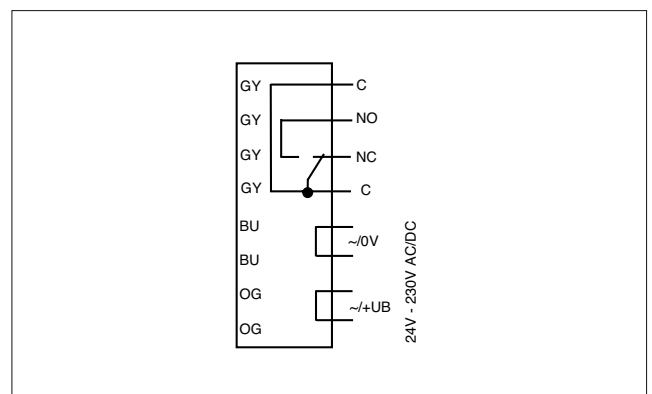 GY C
GY NO
GY NC
GY C
BU
~/0V
BU
OG
~/+UB
OG
24V - 230V AC/DC